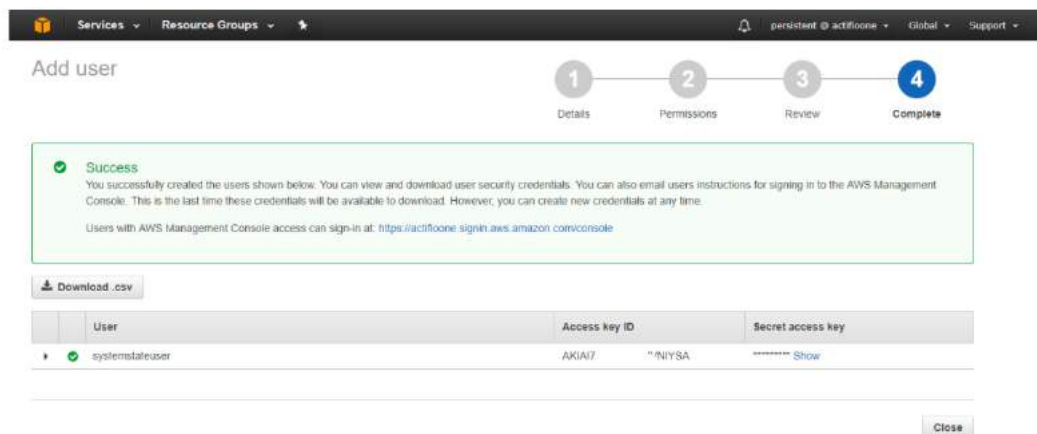 Services Resource Groups persistent @ actifioone Global Support
Add user
1 2 3 4
Details Permissions Review Complete
Success
You successfully created the users shown below. You can view and download user security credentials. You can also email users instructions for signing in to the AWS Management
Console. This is the last time these credentials will be available to download. However, you can create new credentials at any time.
Users with AWS Management Console access can sign-in at: https://actifioone.signin.aws.amazon.com/console
Download .csv
User Access key ID Secret access key
systemstateuser AKIAI7 NIYSA ********* Show
Close